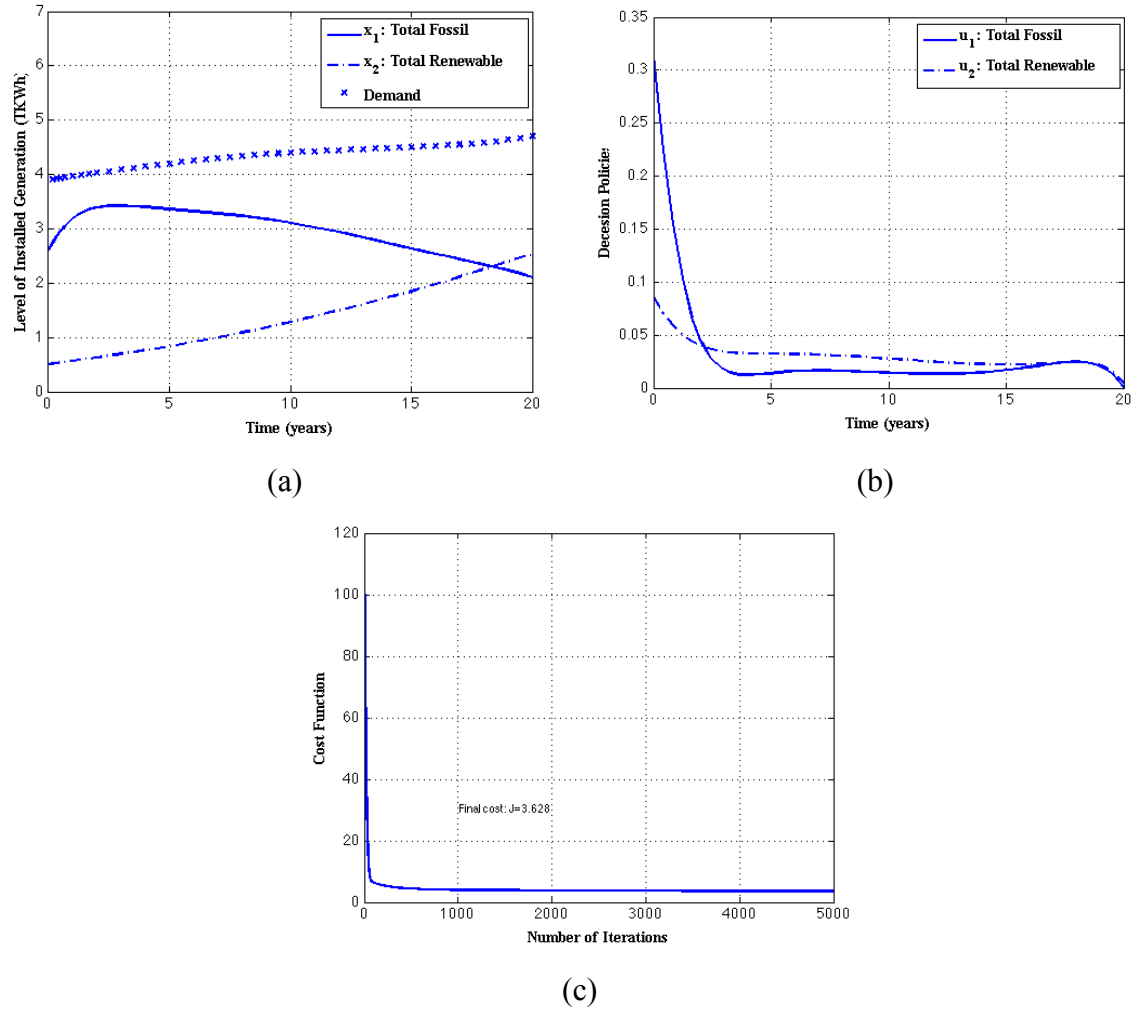 7
6
5
4
3
2
1
0
0
5
10
15
20
Level of Installed Generation (TKWh)
Time (years)
x1: Total Fossil
x2: Total Renewable
Demand
(a)
0.35
0.3
0.25
0.2
0.15
0.1
0.05
0
0
5
10
15
20
Decesion Policies
Time (years)
u1: Total Fossil
u2: Total Renewable
(b)
120
100
80
60
40
20
0
0
1000
2000
3000
4000
5000
Cost Function
Number of Iterations
Final cost: J=3.628
(c)